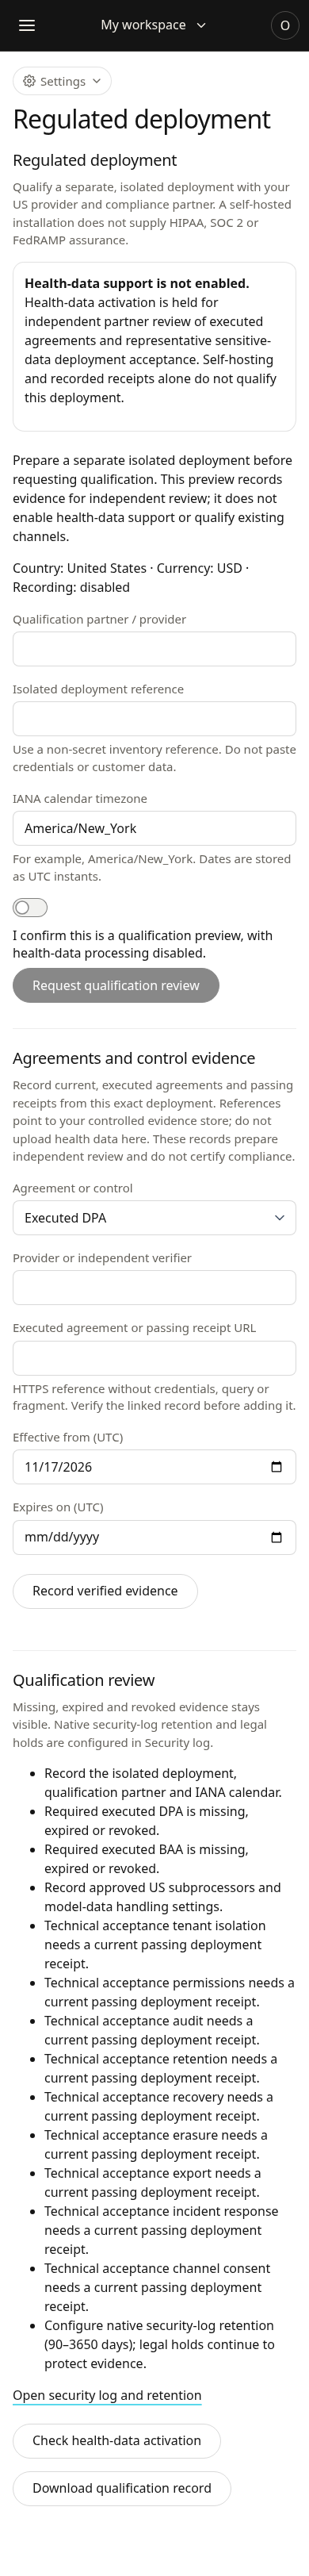 My workspace
O
Settings
Regulated deployment
Regulated deployment
Qualify a separate, isolated deployment with your
US provider and compliance partner. A self-hosted
installation does not supply HIPAA, SOC 2 or
FedRAMP assurance.
Health-data support is not enabled.
Health-data activation is held for
independent partner review of executed
agreements and representative sensitive-
data deployment acceptance. Self-hosting
and recorded receipts alone do not qualify
this deployment.
Prepare a separate isolated deployment before
requesting qualification. This preview records
evidence for independent review; it does not
enable health-data support or qualify existing
channels.
Country: United States · Currency: USD ·
Recording: disabled
Qualification partner / provider
Isolated deployment reference
Use a non-secret inventory reference. Do not paste
credentials or customer data.
IANA calendar timezone
America/New_York
For example, America/New_York. Dates are stored
as UTC instants.
I confirm this is a qualification preview, with
health-data processing disabled.
Request qualification review
Agreements and control evidence
Record current, executed agreements and passing
receipts from this exact deployment. References
point to your controlled evidence store; do not
upload health data here. These records prepare
independent review and do not certify compliance.
Agreement or control
Executed DPA
Provider or independent verifier
Executed agreement or passing receipt URL
HTTPS reference without credentials, query or
fragment. Verify the linked record before adding it.
Effective from (UTC)
11/17/2026
Expires on (UTC)
mm/dd/yyyy
Record verified evidence
Qualification review
Missing, expired and revoked evidence stays
visible. Native security-log retention and legal
holds are configured in Security log.
• Record the isolated deployment,
qualification partner and IANA calendar.
• Required executed DPA is missing,
expired or revoked.
• Required executed BAA is missing,
expired or revoked.
• Record approved US subprocessors and
model-data handling settings.
• Technical acceptance tenant isolation
needs a current passing deployment
receipt.
• Technical acceptance permissions needs a
current passing deployment receipt.
• Technical acceptance audit needs a
current passing deployment receipt.
• Technical acceptance retention needs a
current passing deployment receipt.
• Technical acceptance recovery needs a
current passing deployment receipt.
• Technical acceptance erasure needs a
current passing deployment receipt.
• Technical acceptance export needs a
current passing deployment receipt.
• Technical acceptance incident response
needs a current passing deployment
receipt.
• Technical acceptance channel consent
needs a current passing deployment
receipt.
• Configure native security-log retention
(90–3650 days); legal holds continue to
protect evidence.
Open security log and retention
Check health-data activation
Download qualification record